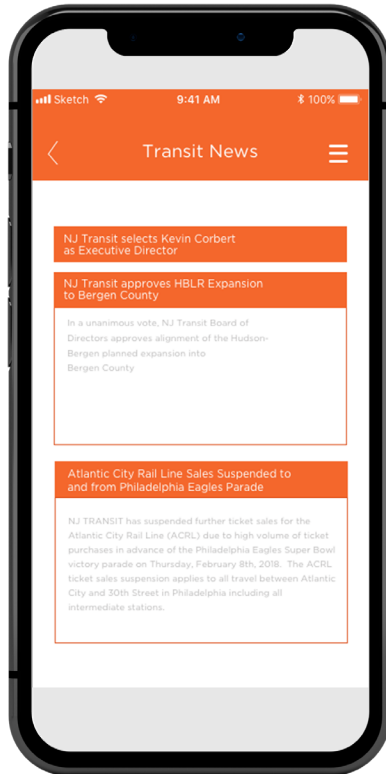 Sketch 9:41 AM 100%
Transit News
NJ Transit selects Kevin Corbert
as Executive Director
NJ Transit approves HBLR Expansion
to Bergen County
In a unanimous vote, NJ Transit Board of
Directors approves alignment of the Hudson-
Bergen planned expansion into
Bergen County
Atlantic City Rail Line Sales Suspended to
and from Philadelphia Eagles Parade
NJ TRANSIT has suspended further ticket sales for the
Atlantic City Rail Line (ACRL) due to high volume of ticket
purchases in advance of the Philadelphia Eagles Super Bowl
victory parade on Thursday, February 8th, 2018. The ACRL
ticket sales suspension applies to all travel between Atlantic
City and 30th Street in Philadelphia including all
intermediate stations.